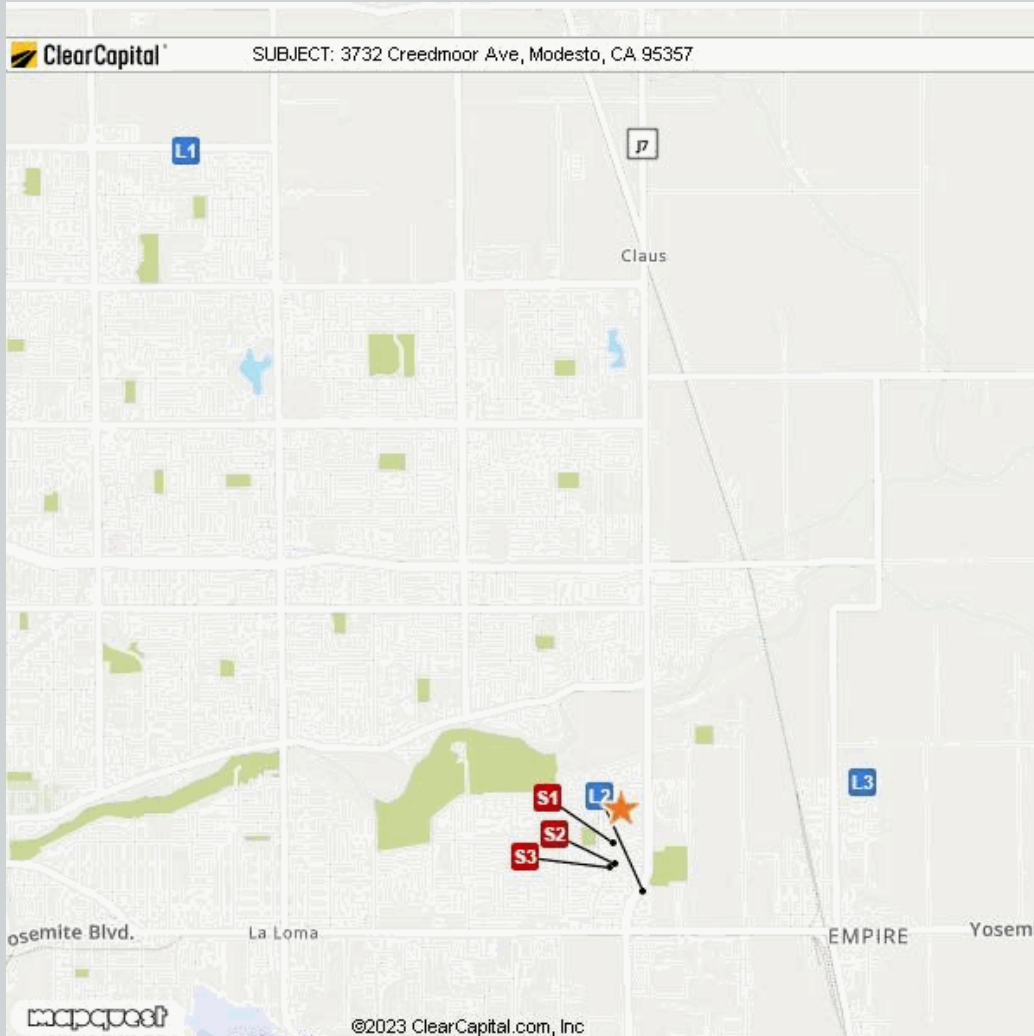 ClearCapital SUBJECT: 3732 Creedmoor Ave, Modesto, CA 95357
L1
J7
Claus
L2
L3
S1
S2
S3
osemite Blvd.
La Loma
EMPIRE
Yosem
mapquest
©2023 ClearCapital.com, Inc